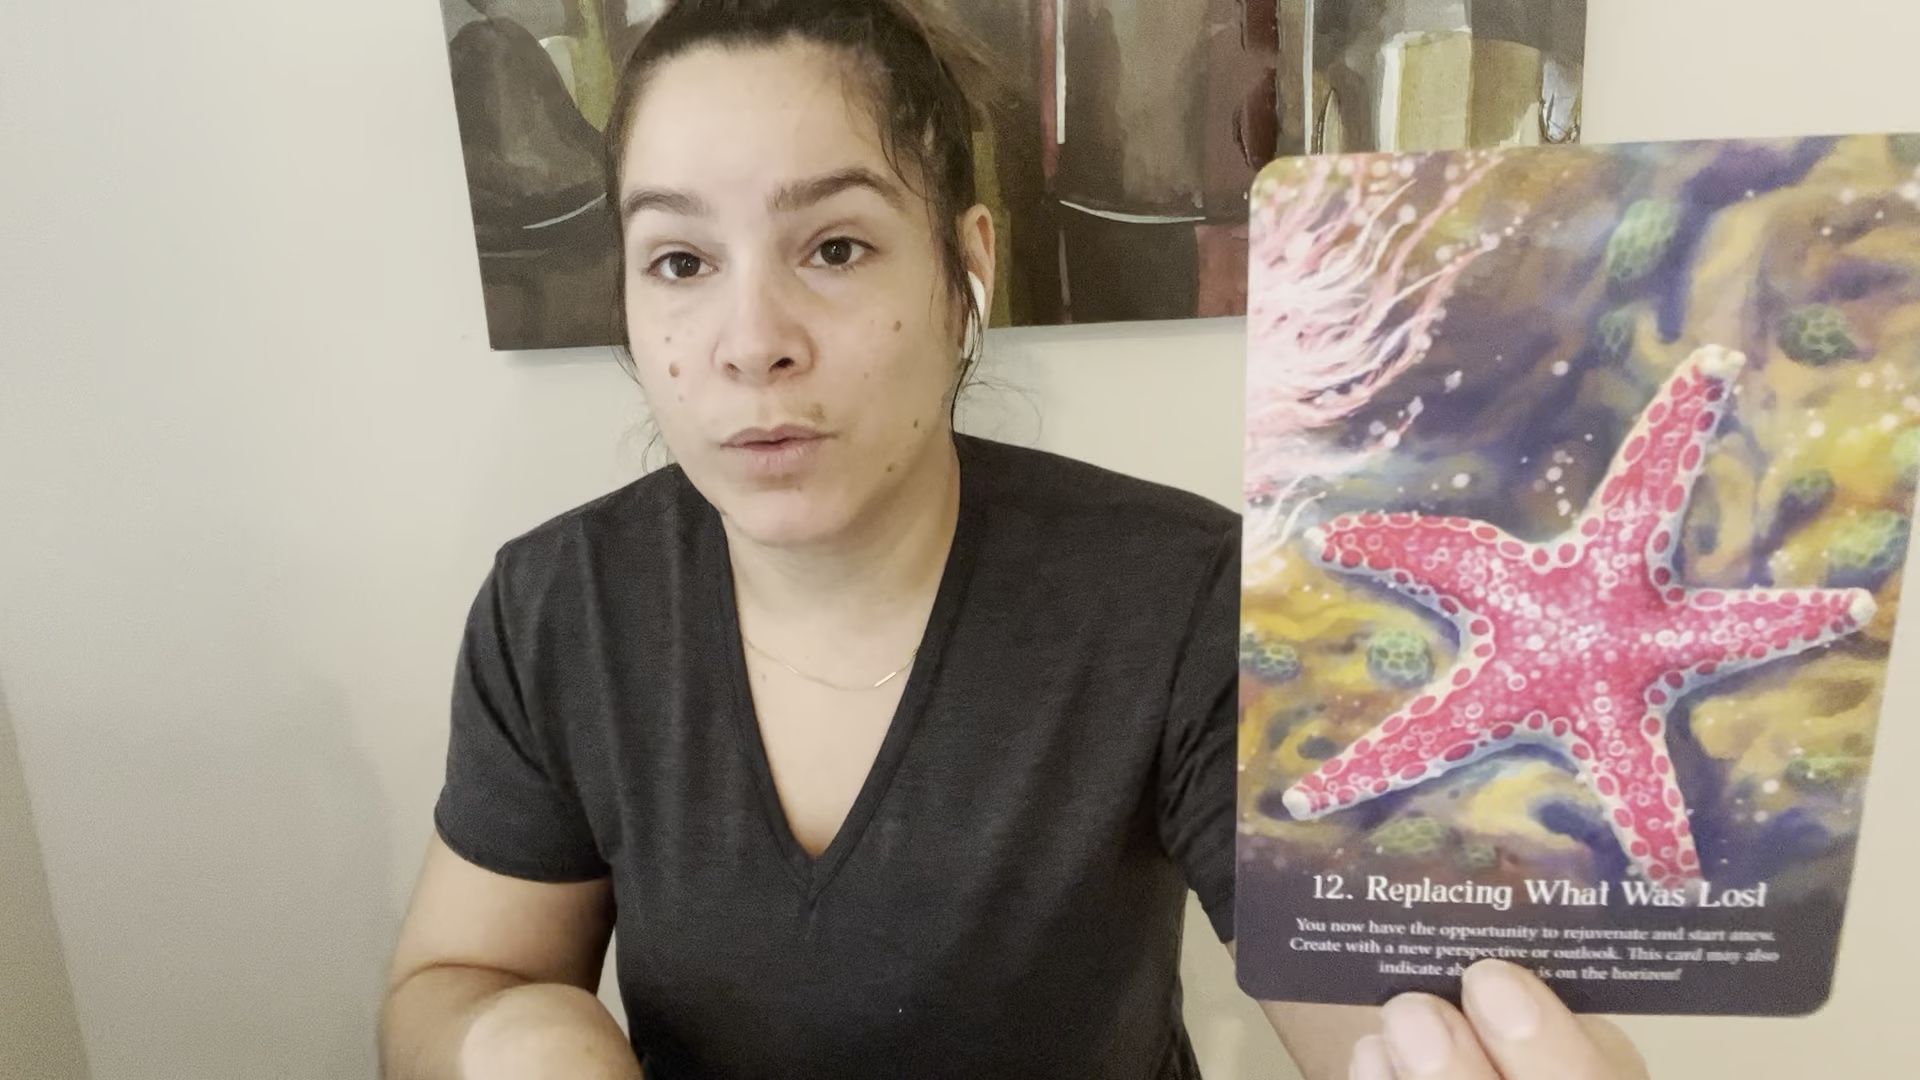 12. Replacing What Was Lost
You now have the opportunity to rejuvenate and start anew.
Create with a new perspective or outlook. This card may also
indicate is on the horizon!